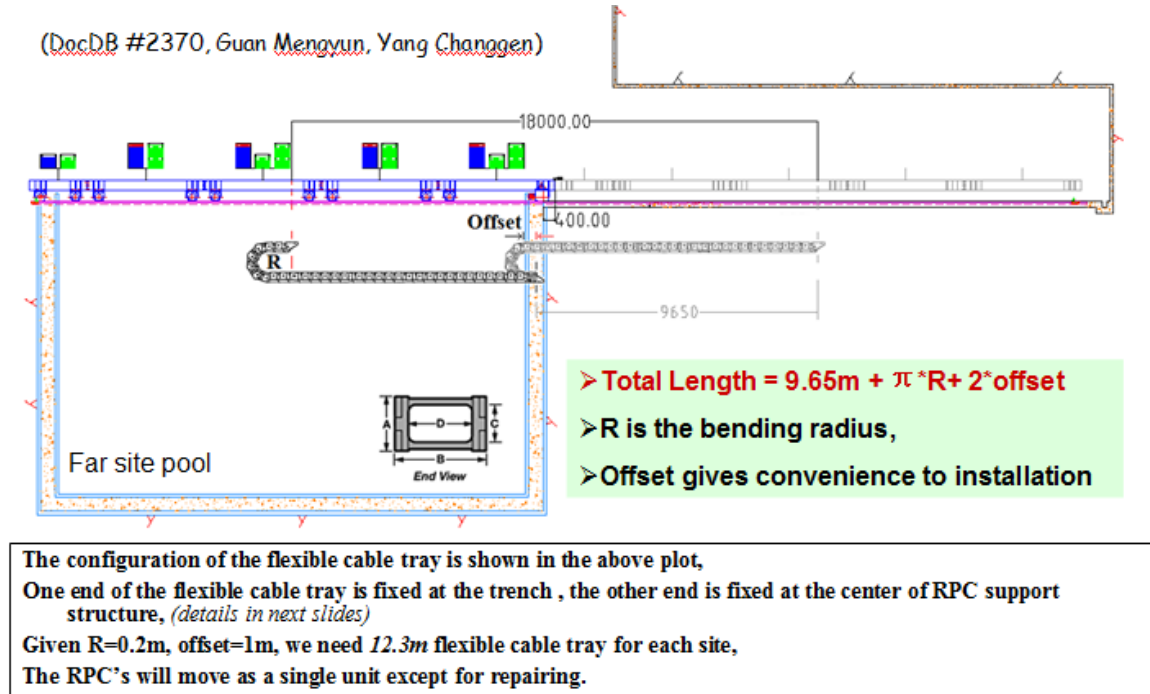 (DocDB #2370, Guan Mengyun, Yang Changgen)
18000.00
Offset
400.00
R
9650
➢Total Length = 9.65m + π*R+ 2*offset
➢R is the bending radius,
➢Offset gives convenience to installation
A
D
C
B
End View
Far site pool
The configuration of the flexible cable tray is shown in the above plot,
One end of the flexible cable tray is fixed at the trench , the other end is fixed at the center of RPC support
structure, (details in next slides)
Given R=0.2m, offset=1m, we need 12.3m flexible cable tray for each site,
The RPC’s will move as a single unit except for repairing.